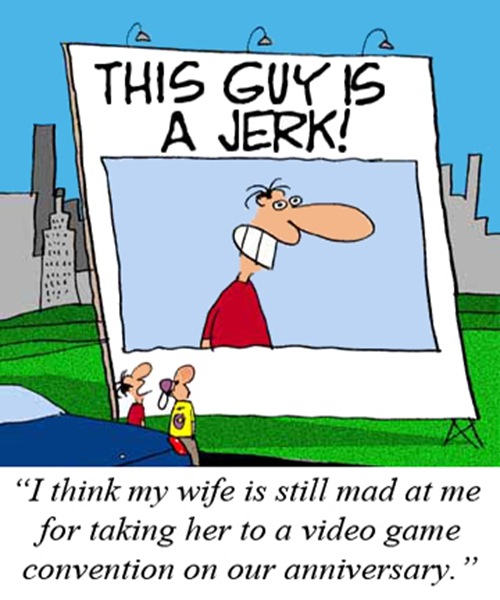 THIS GUY IS
A JERK!
“I think my wife is still mad at me
for taking her to a video game
convention on our anniversary.”